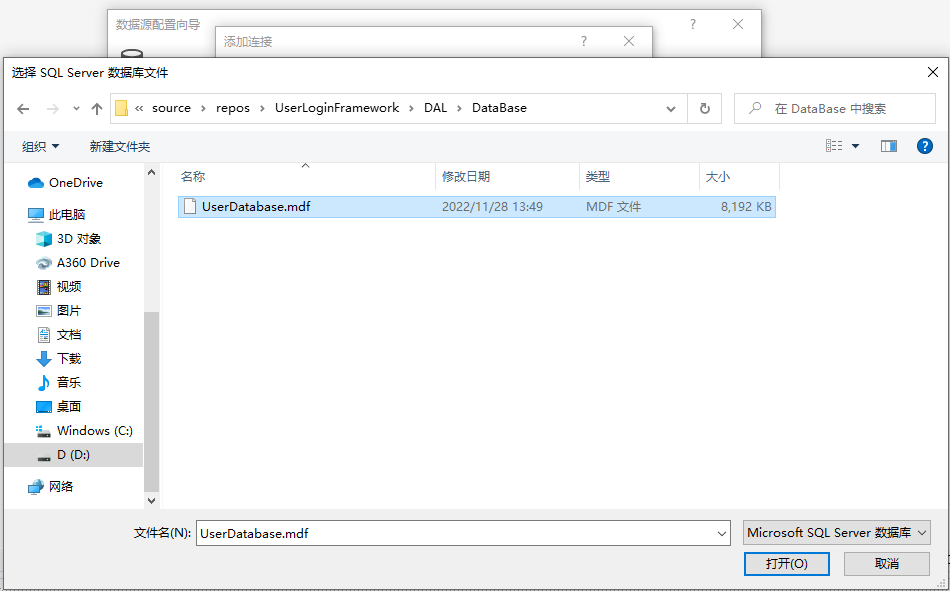 数据源配置向导 ?
添加连接 ?
选择 SQL Server 数据库文件
« source › repos › UserLoginFramework › DAL › DataBase
在 DataBase 中搜索
组织 新建文件夹 ?
OneDrive
此电脑
3D 对象
A360 Drive
视频
图片
文档
下载
音乐
桌面
Windows (C:)
D (D:)
网络
名称 修改日期 类型 大小
UserDatabase.mdf 2022/11/28 13:49 MDF 文件 8,192 KB
文件名(N): UserDatabase.mdf Microsoft SQL Server 数据库
打开(O) 取消